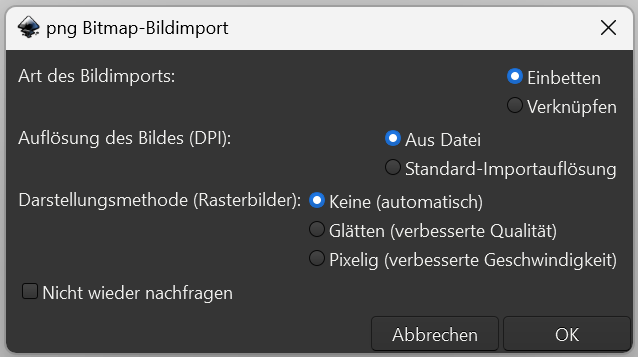 png Bitmap-Bildimport
Art des Bildimports:
Einbetten
Verknüpfen
Auflösung des Bildes (DPI):
Aus Datei
Standard-Importauflösung
Darstellungsmethode (Rasterbilder):
Keine (automatisch)
Glätten (verbesserte Qualität)
Pixelig (verbesserte Geschwindigkeit)
Nicht wieder nachfragen
Abbrechen
OK